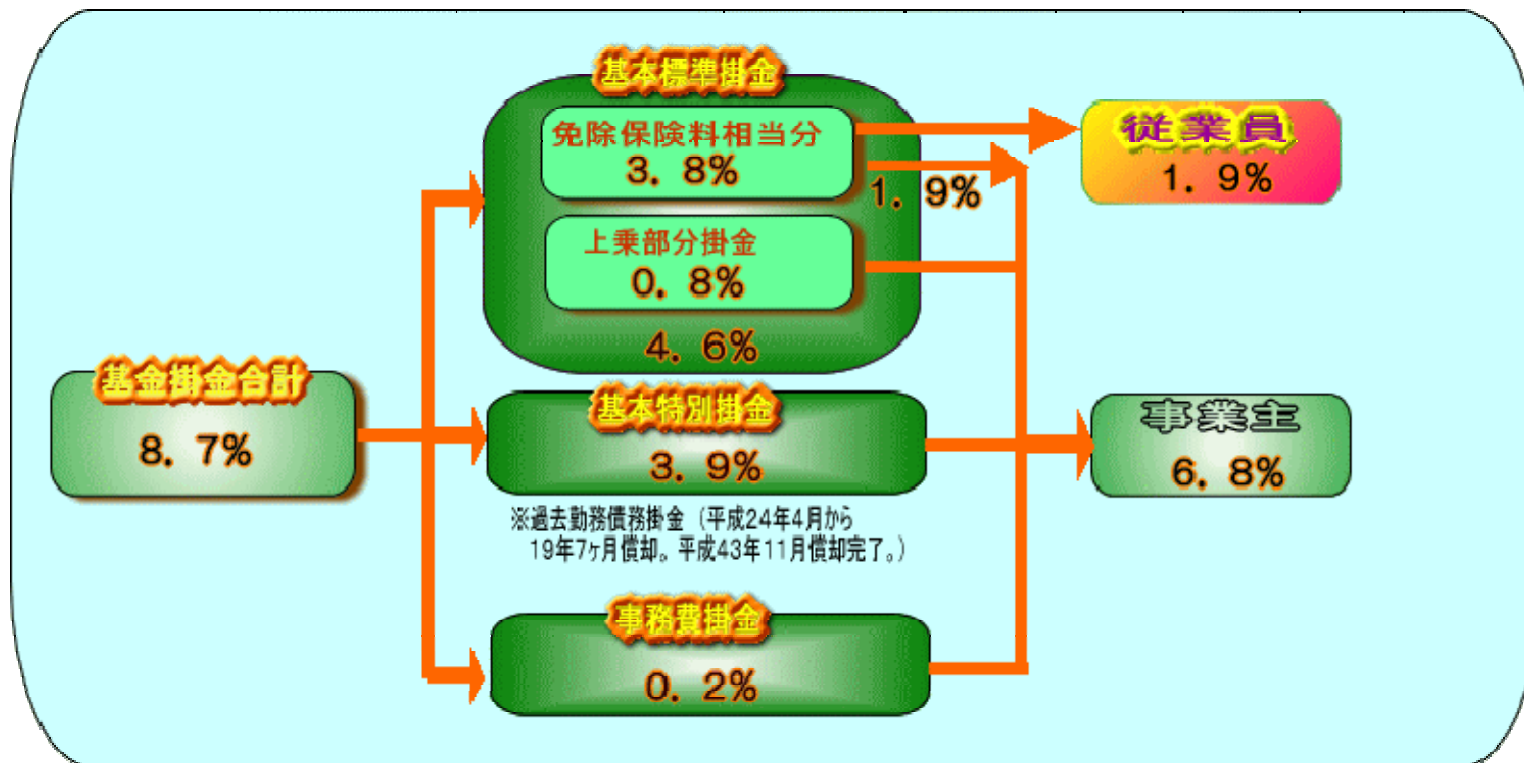 基本標準掛金
免除保険料相当分
3．8%
従業員
1．9%
1．9%
上乗部分掛金
0．8%
4．6%
基金掛金合計
8．7%
基本特別掛金
3．9%
事業主
6．8%
※過去勤務債務掛金（平成24年4月から
19年7ヶ月償却。平成43年11月償却完了。）
事務費掛金
0．2%